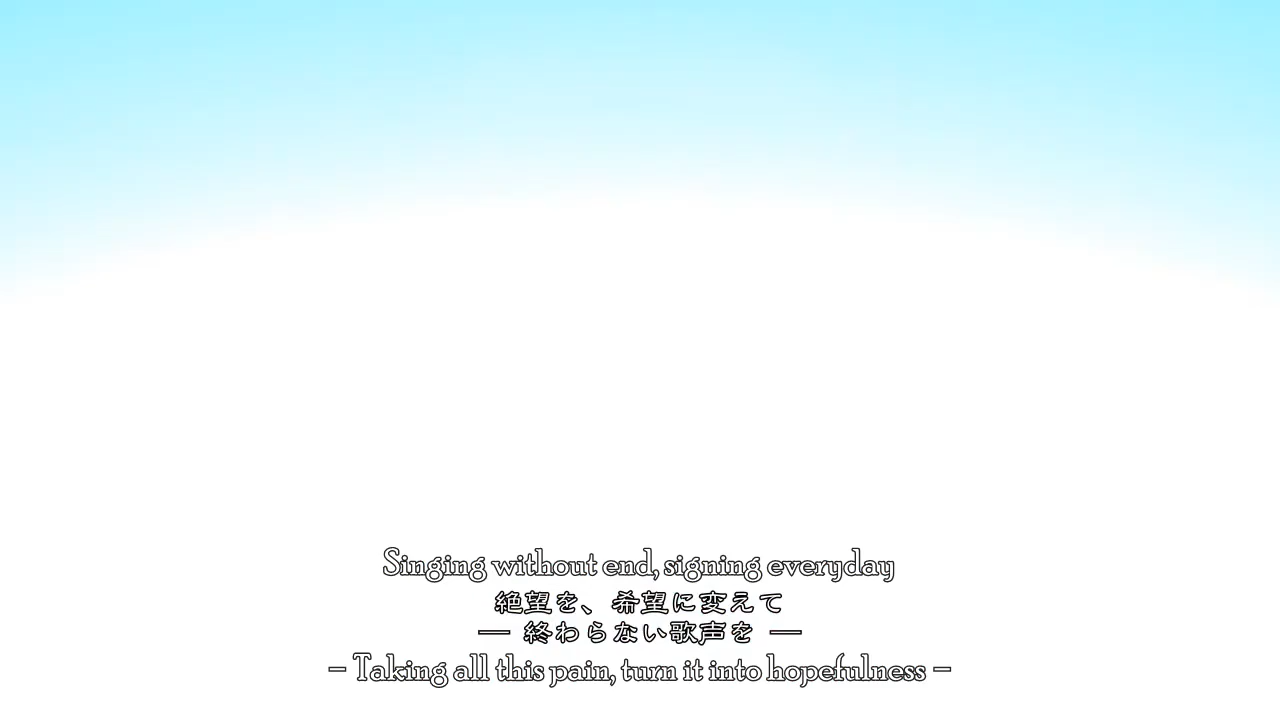 Singing without end, signing everyday
絶望を、希望に変えて
― 終わらない歌声を ―
– Taking all this pain, turn it into hopefulness –